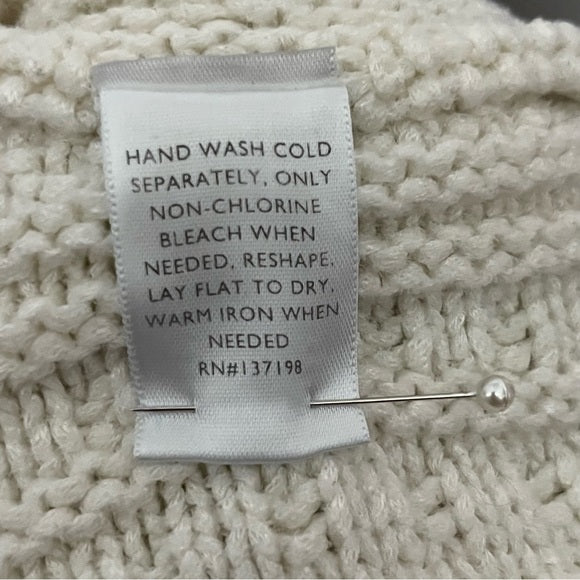 HAND WASH COLD
SEPARATELY, ONLY
NON-CHLORINE
BLEACH WHEN
NEEDED, RESHAPE,
LAY FLAT TO DRY,
WARM IRON WHEN
NEEDED
RN#137198